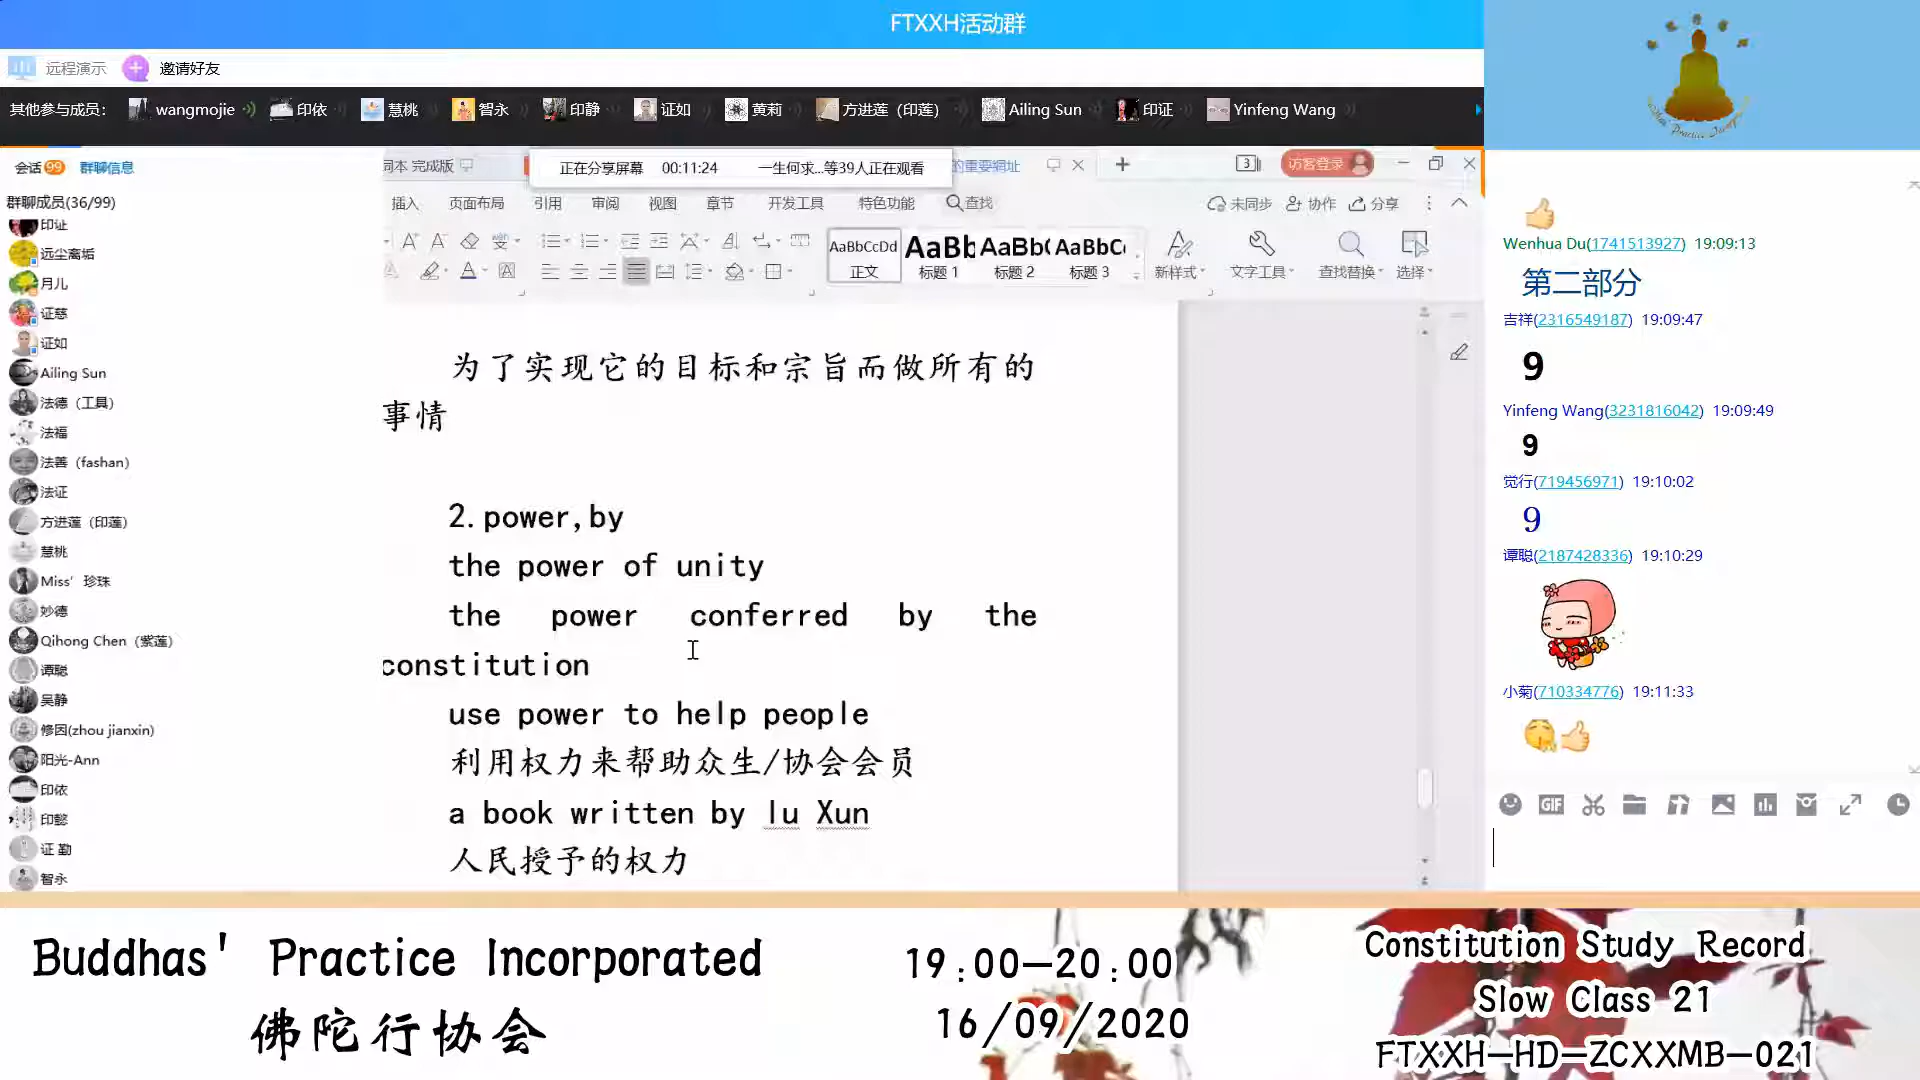 FTXXH活动群
远程演示 邀请好友
其他参与成员: wangmojie 印依 慧桃 智永 印静 证如 黄莉 方进莲（印莲） Ailing Sun 印证 Yinfeng Wang
会话 99 群聊信息
群聊成员(36/99)
印证
远尘离垢
月儿
证慈
证如
Ailing Sun
法德（工具）
法福
法善（fashan）
法证
方进莲（印莲）
慧桃
Miss’ 珍珠
妙德
Qihong Chen（紫莲）
谭聪
吴静
修因(zhou jianxin)
阳光-Ann
印依
印懿
证 勤
智永
词本 完成版
正在分享屏幕 00:11:24 一生何求...等39人正在观看
的重要網址
3 访客登录
插入 页面布局 引用 审阅 视图 章节 开发工具 特色功能 查找
未同步 协作 分享
AaBbCcDd AaBb AaBb( AaBbC
正文 标题 1 标题 2 标题 3 新样式 文字工具 查找替换 选择
为了实现它的目标和宗旨而做所有的
事情
2.power,by
the power of unity
the power conferred by the
constitution
use power to help people
利用权力来帮助众生/协会会员
a book written by lu Xun
人民授予的权力
Wenhua Du(1741513927) 19:09:13
第二部分
吉祥(2316549187) 19:09:47
9
Yinfeng Wang(3231816042) 19:09:49
9
觉行(719456971) 19:10:02
9
谭聪(2187428336) 19:10:29
小菊(710334776) 19:11:33
GIF
Buddhas' Practice Incorporated
佛陀行协会
19:00—20:00
16/09/2020
Constitution Study Record
Slow Class 21
FTXXH—HD—ZCXXMB—021